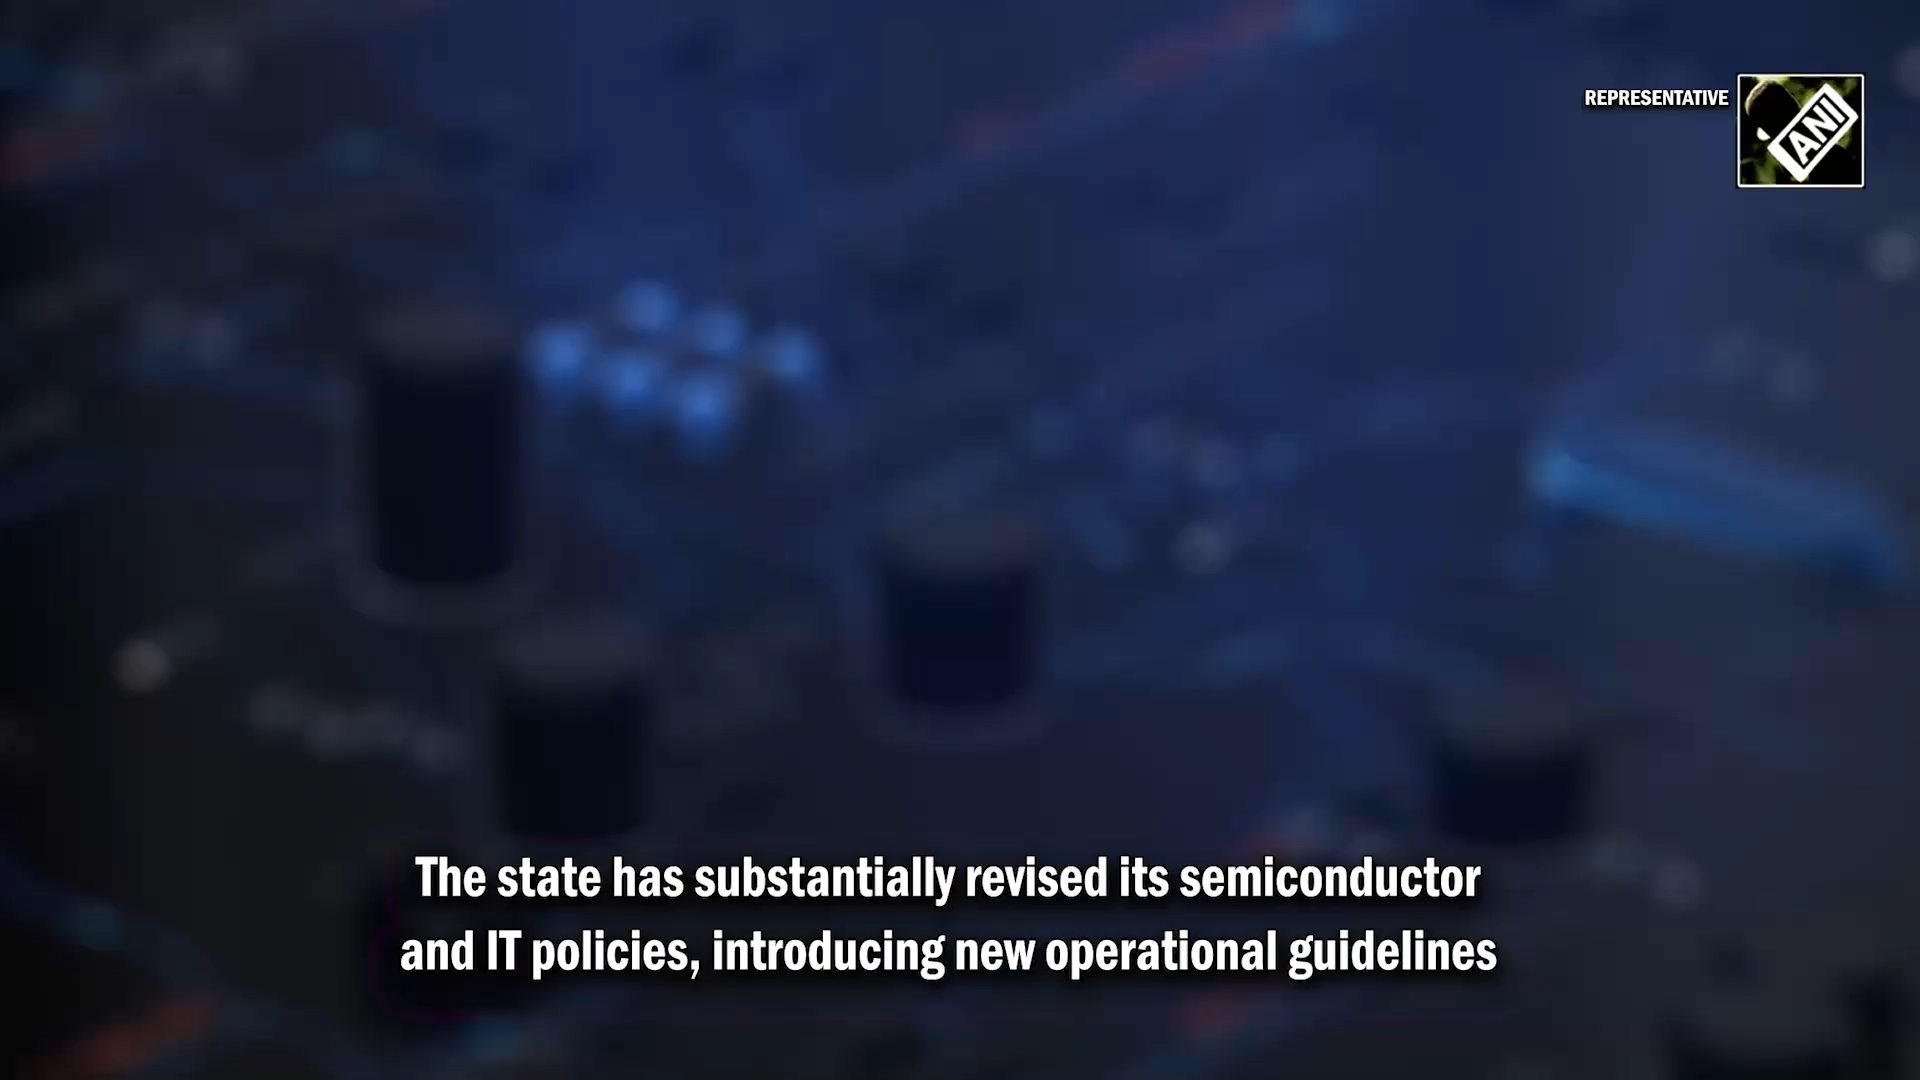 REPRESENTATIVE
ANI
The state has substantially revised its semiconductor
and IT policies, introducing new operational guidelines